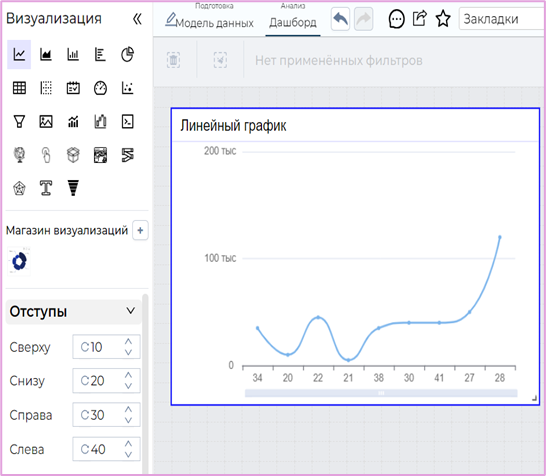 Визуализация
Подготовка
Модель данных
Анализ
Дашборд
Закладки
Нет применённых фильтров
Магазин визуализаций
Отступы
Сверху 10
Снизу 20
Справа 30
Слева 40
Линейный график
200 тыс
100 тыс
0
34 20 22 21 38 30 41 27 28